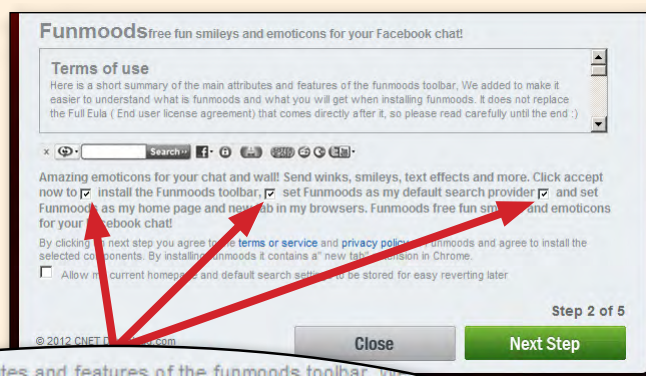 Funmoods free fun smileys and emoticons for your Facebook chat!
Terms of use
Here is a short summary of the main attributes and features of the funmoods toolbar, We added to make it
easier to understand what is funmoods and what you will get when installing funmoods. It does not replace
the Full Eula ( End user license agreement) that comes directly after it, so please read carefully until the end :)
Search
Amazing emoticons for your chat and wall! Send winks, smileys, text effects and more. Click accept
now to install the Funmoods toolbar, set Funmoods as my default search provider and set
Funmoods as my home page and new tab in my browsers. Funmoods free fun and emoticons
for your Facebook chat!
By clicking on next step you agree to the terms or service and privacy policy funmoods and agree to install the
selected components. By installing funmoods it contains a" new tab" extension in Chrome.
Allow my current homepage and default search settings to be stored for easy reverting later
Step 2 of 5
© 2012 CNET .com
Close
Next Step
utes and features of the funmoods toolbar, We